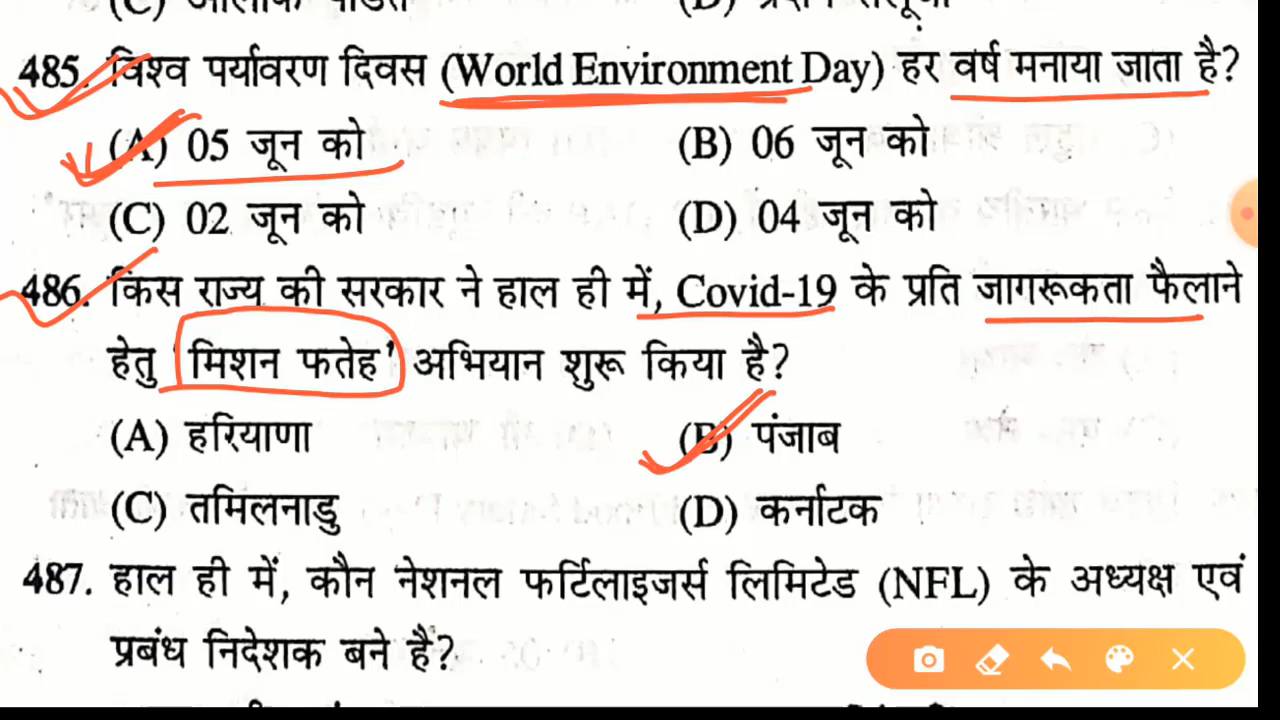 485. विश्व पर्यावरण दिवस (World Environment Day) हर वर्ष मनाया जाता है?
(A) 05 जून को (B) 06 जून को
(C) 02 जून को (D) 04 जून को
486. किस राज्य की सरकार ने हाल ही में, Covid-19 के प्रति जागरूकता फैलाने
हेतु 'मिशन फतेह' अभियान शुरू किया है?
(A) हरियाणा (B) पंजाब
(C) तमिलनाडु (D) कर्नाटक
487. हाल ही में, कौन नेशनल फर्टिलाइजर्स लिमिटेड (NFL) के अध्यक्ष एवं
प्रबंध निदेशक बने हैं?